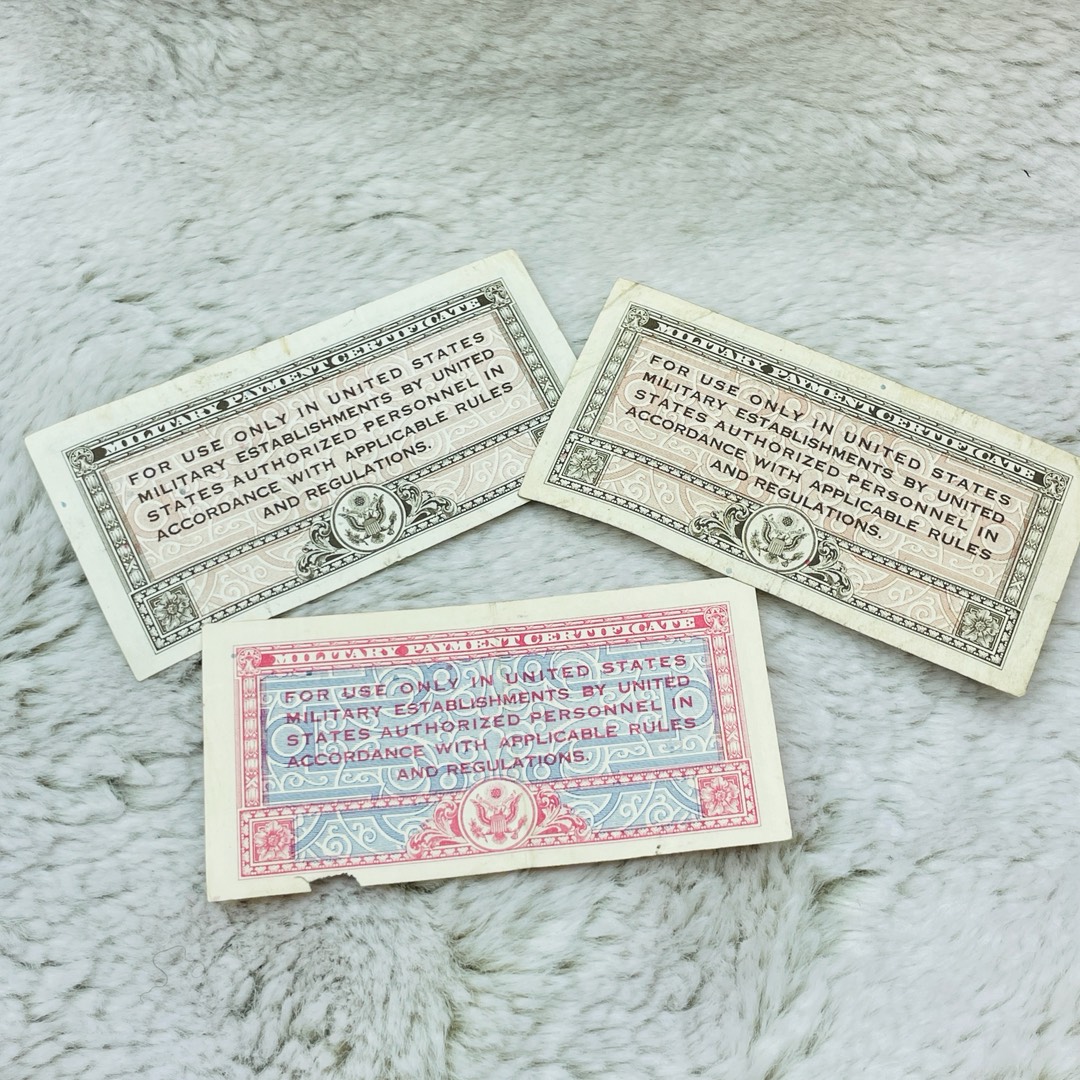 MILITARY PAYMENT CERTIFICATE
FOR USE ONLY IN UNITED STATES
MILITARY ESTABLISHMENTS BY UNITED
STATES AUTHORIZED PERSONNEL IN
ACCORDANCE WITH APPLICABLE RULES
AND REGULATIONS.
MILITARY PAYMENT CERTIFICATE
FOR USE ONLY IN UNITED STATES
MILITARY ESTABLISHMENTS BY UNITED
STATES AUTHORIZED PERSONNEL IN
ACCORDANCE WITH APPLICABLE RULES
AND REGULATIONS.
MILITARY PAYMENT CERTIFICATE
FOR USE ONLY IN UNITED STATES
MILITARY ESTABLISHMENTS BY UNITED
STATES AUTHORIZED PERSONNEL IN
ACCORDANCE WITH APPLICABLE RULES
AND REGULATIONS.